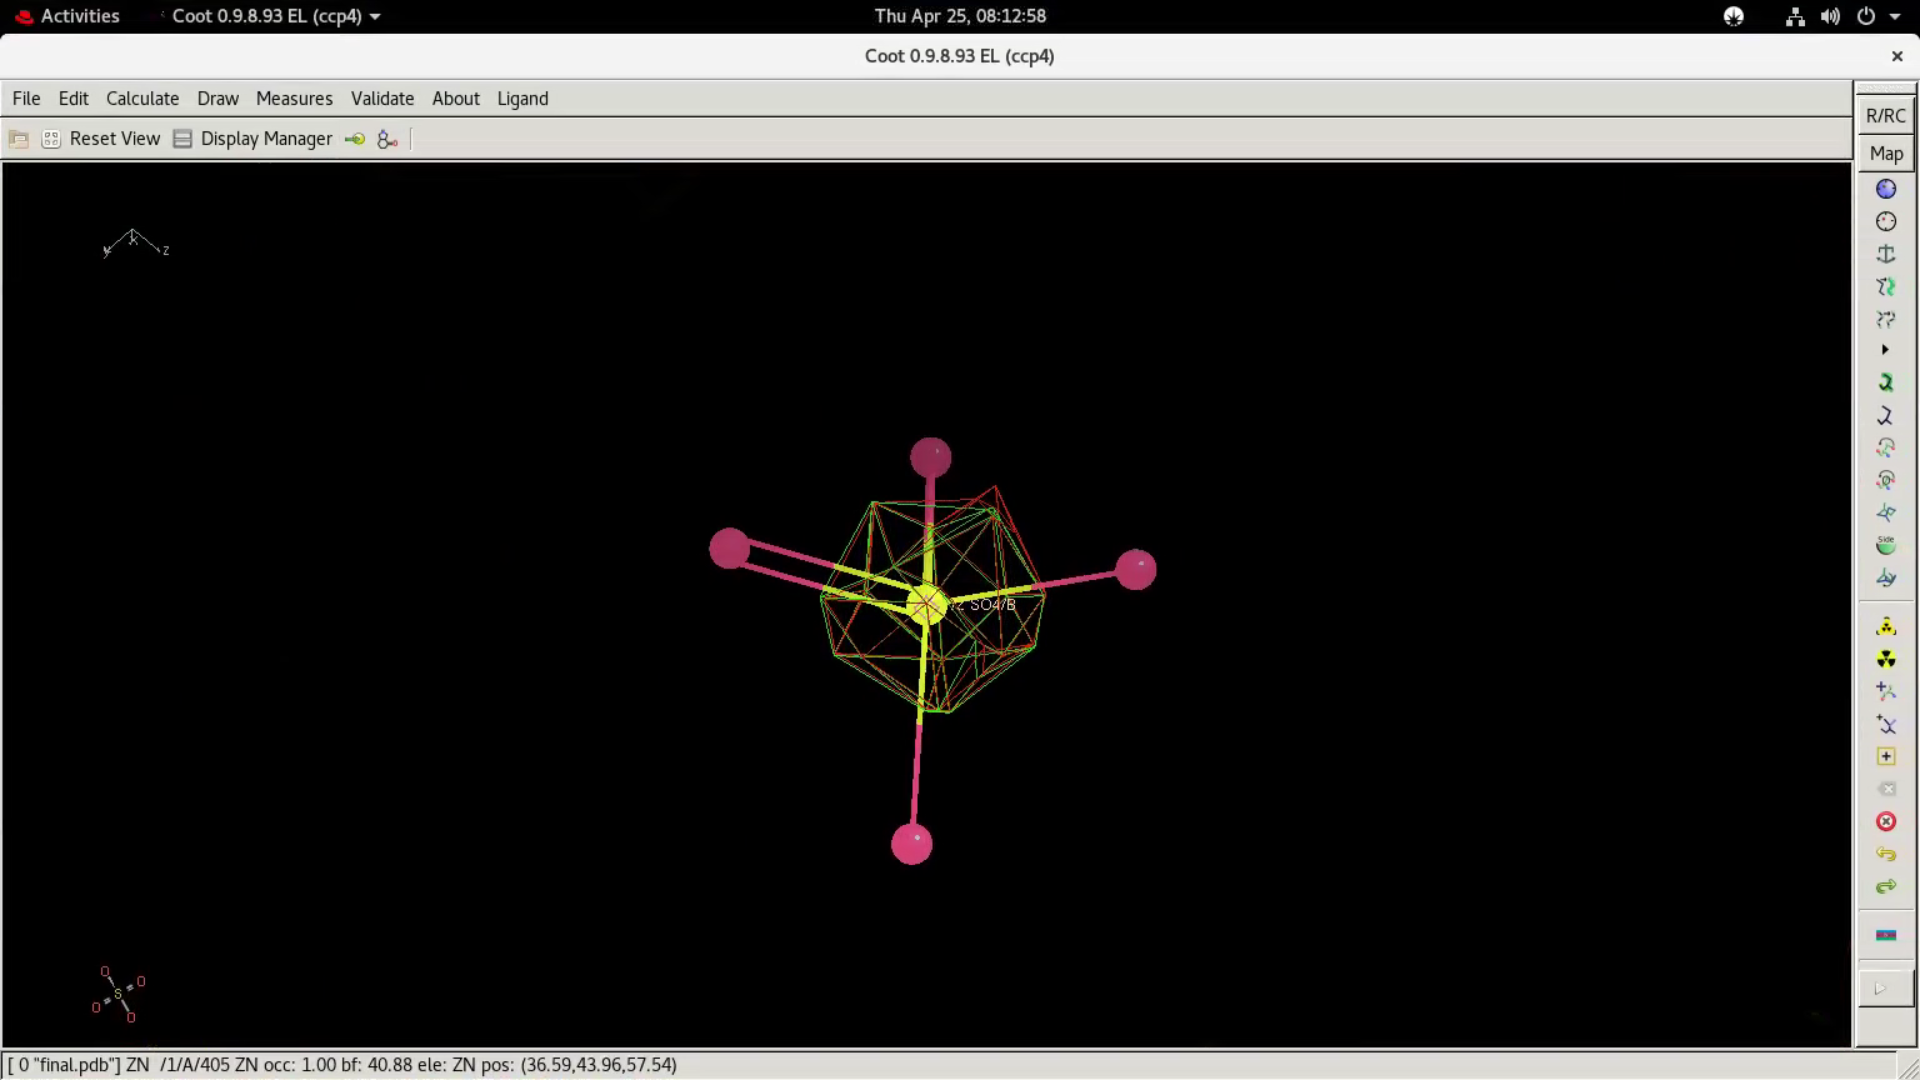 Activities
Coot 0.9.8.93 EL (ccp4)
Thu Apr 25, 08:12:58
Coot 0.9.8.93 EL (ccp4)
File Edit Calculate Draw Measures Validate About Ligand
Reset View Display Manager
R/RC
Map
Side
x
y z
SO4/B
O O
S
O O
[ 0 "final.pdb"] ZN /1/A/405 ZN occ: 1.00 bf: 40.88 ele: ZN pos: (36.59,43.96,57.54)